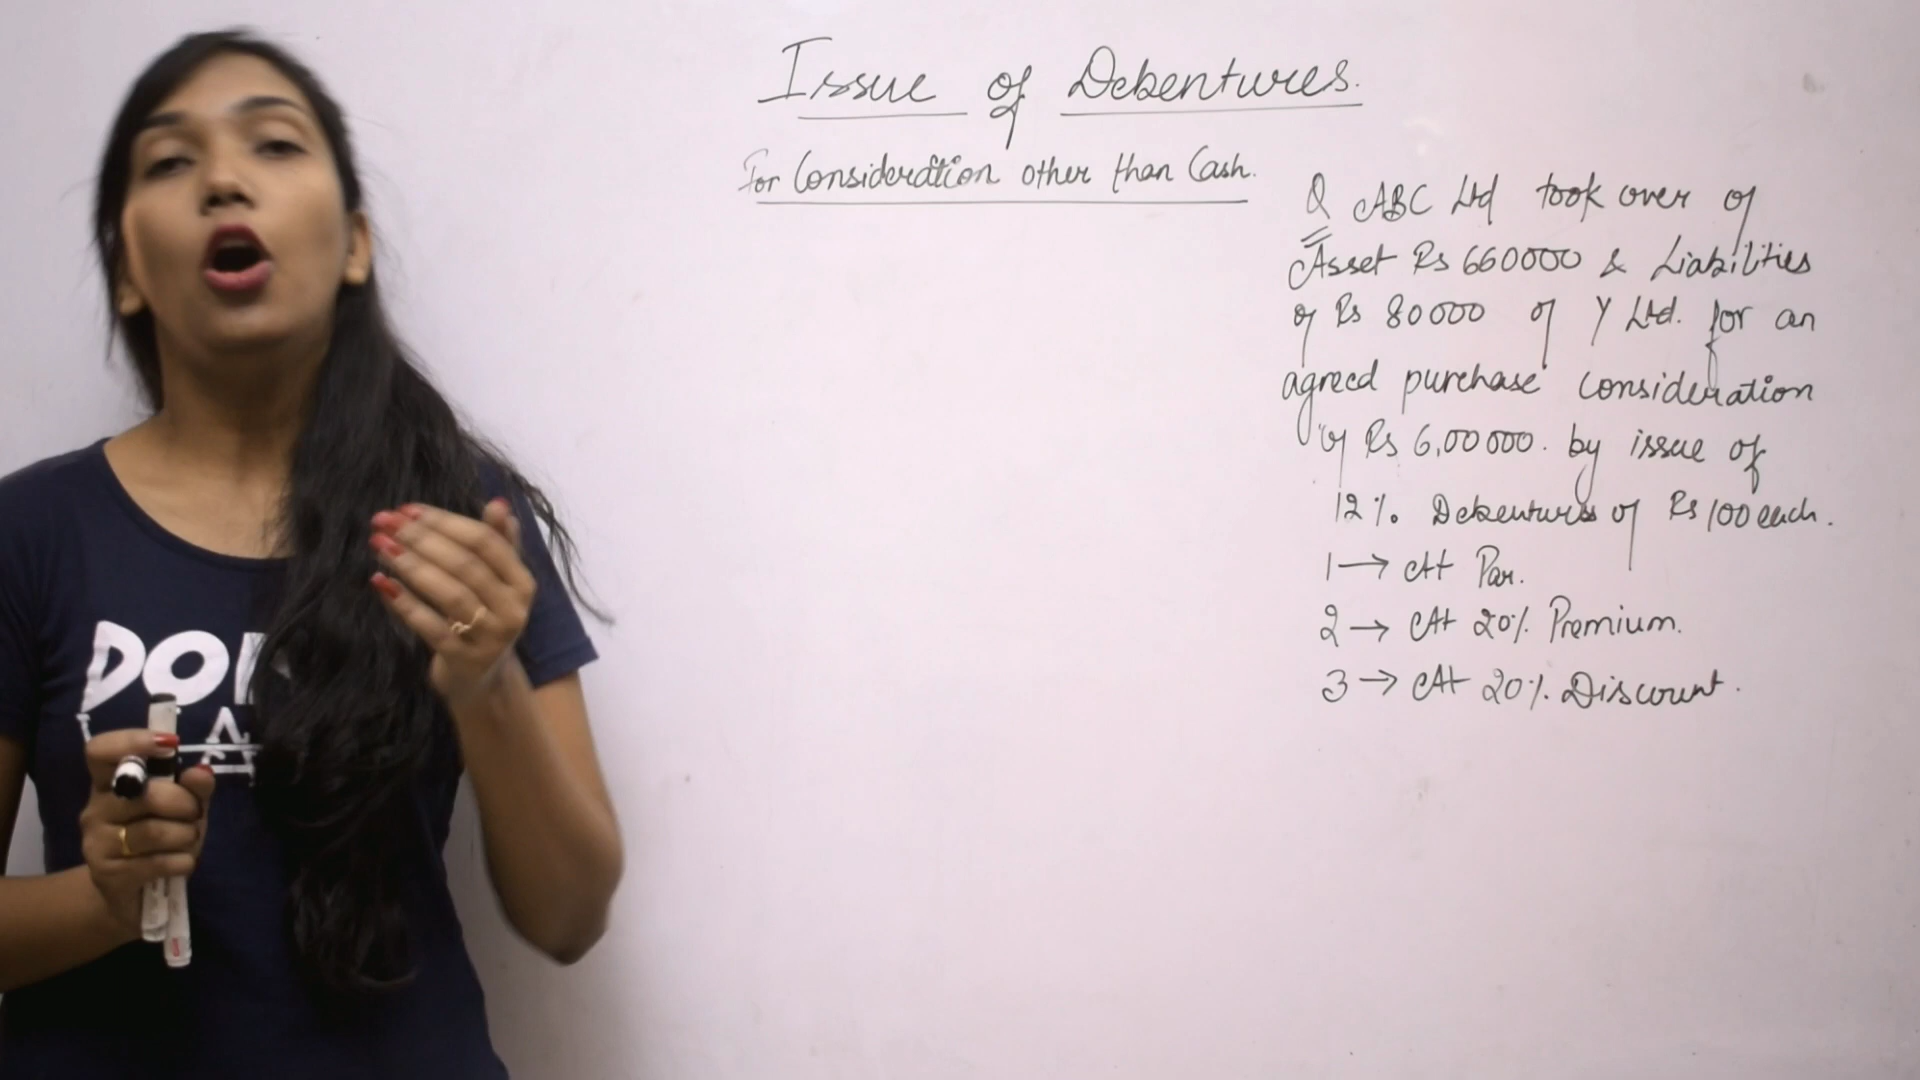 Issue of Debentures.
For Consideration other than Cash.
Q ABC Ltd took over of
Asset Rs 660000 & Liabilities
of Rs 80000 of Y Ltd. for an
agreed purchase consideration
of Rs 6,00000. by issue of
12%. Debentures of Rs 100 each.
1 → At Par.
2 → At 20%. Premium.
3 → At 20%. Discount.
DO